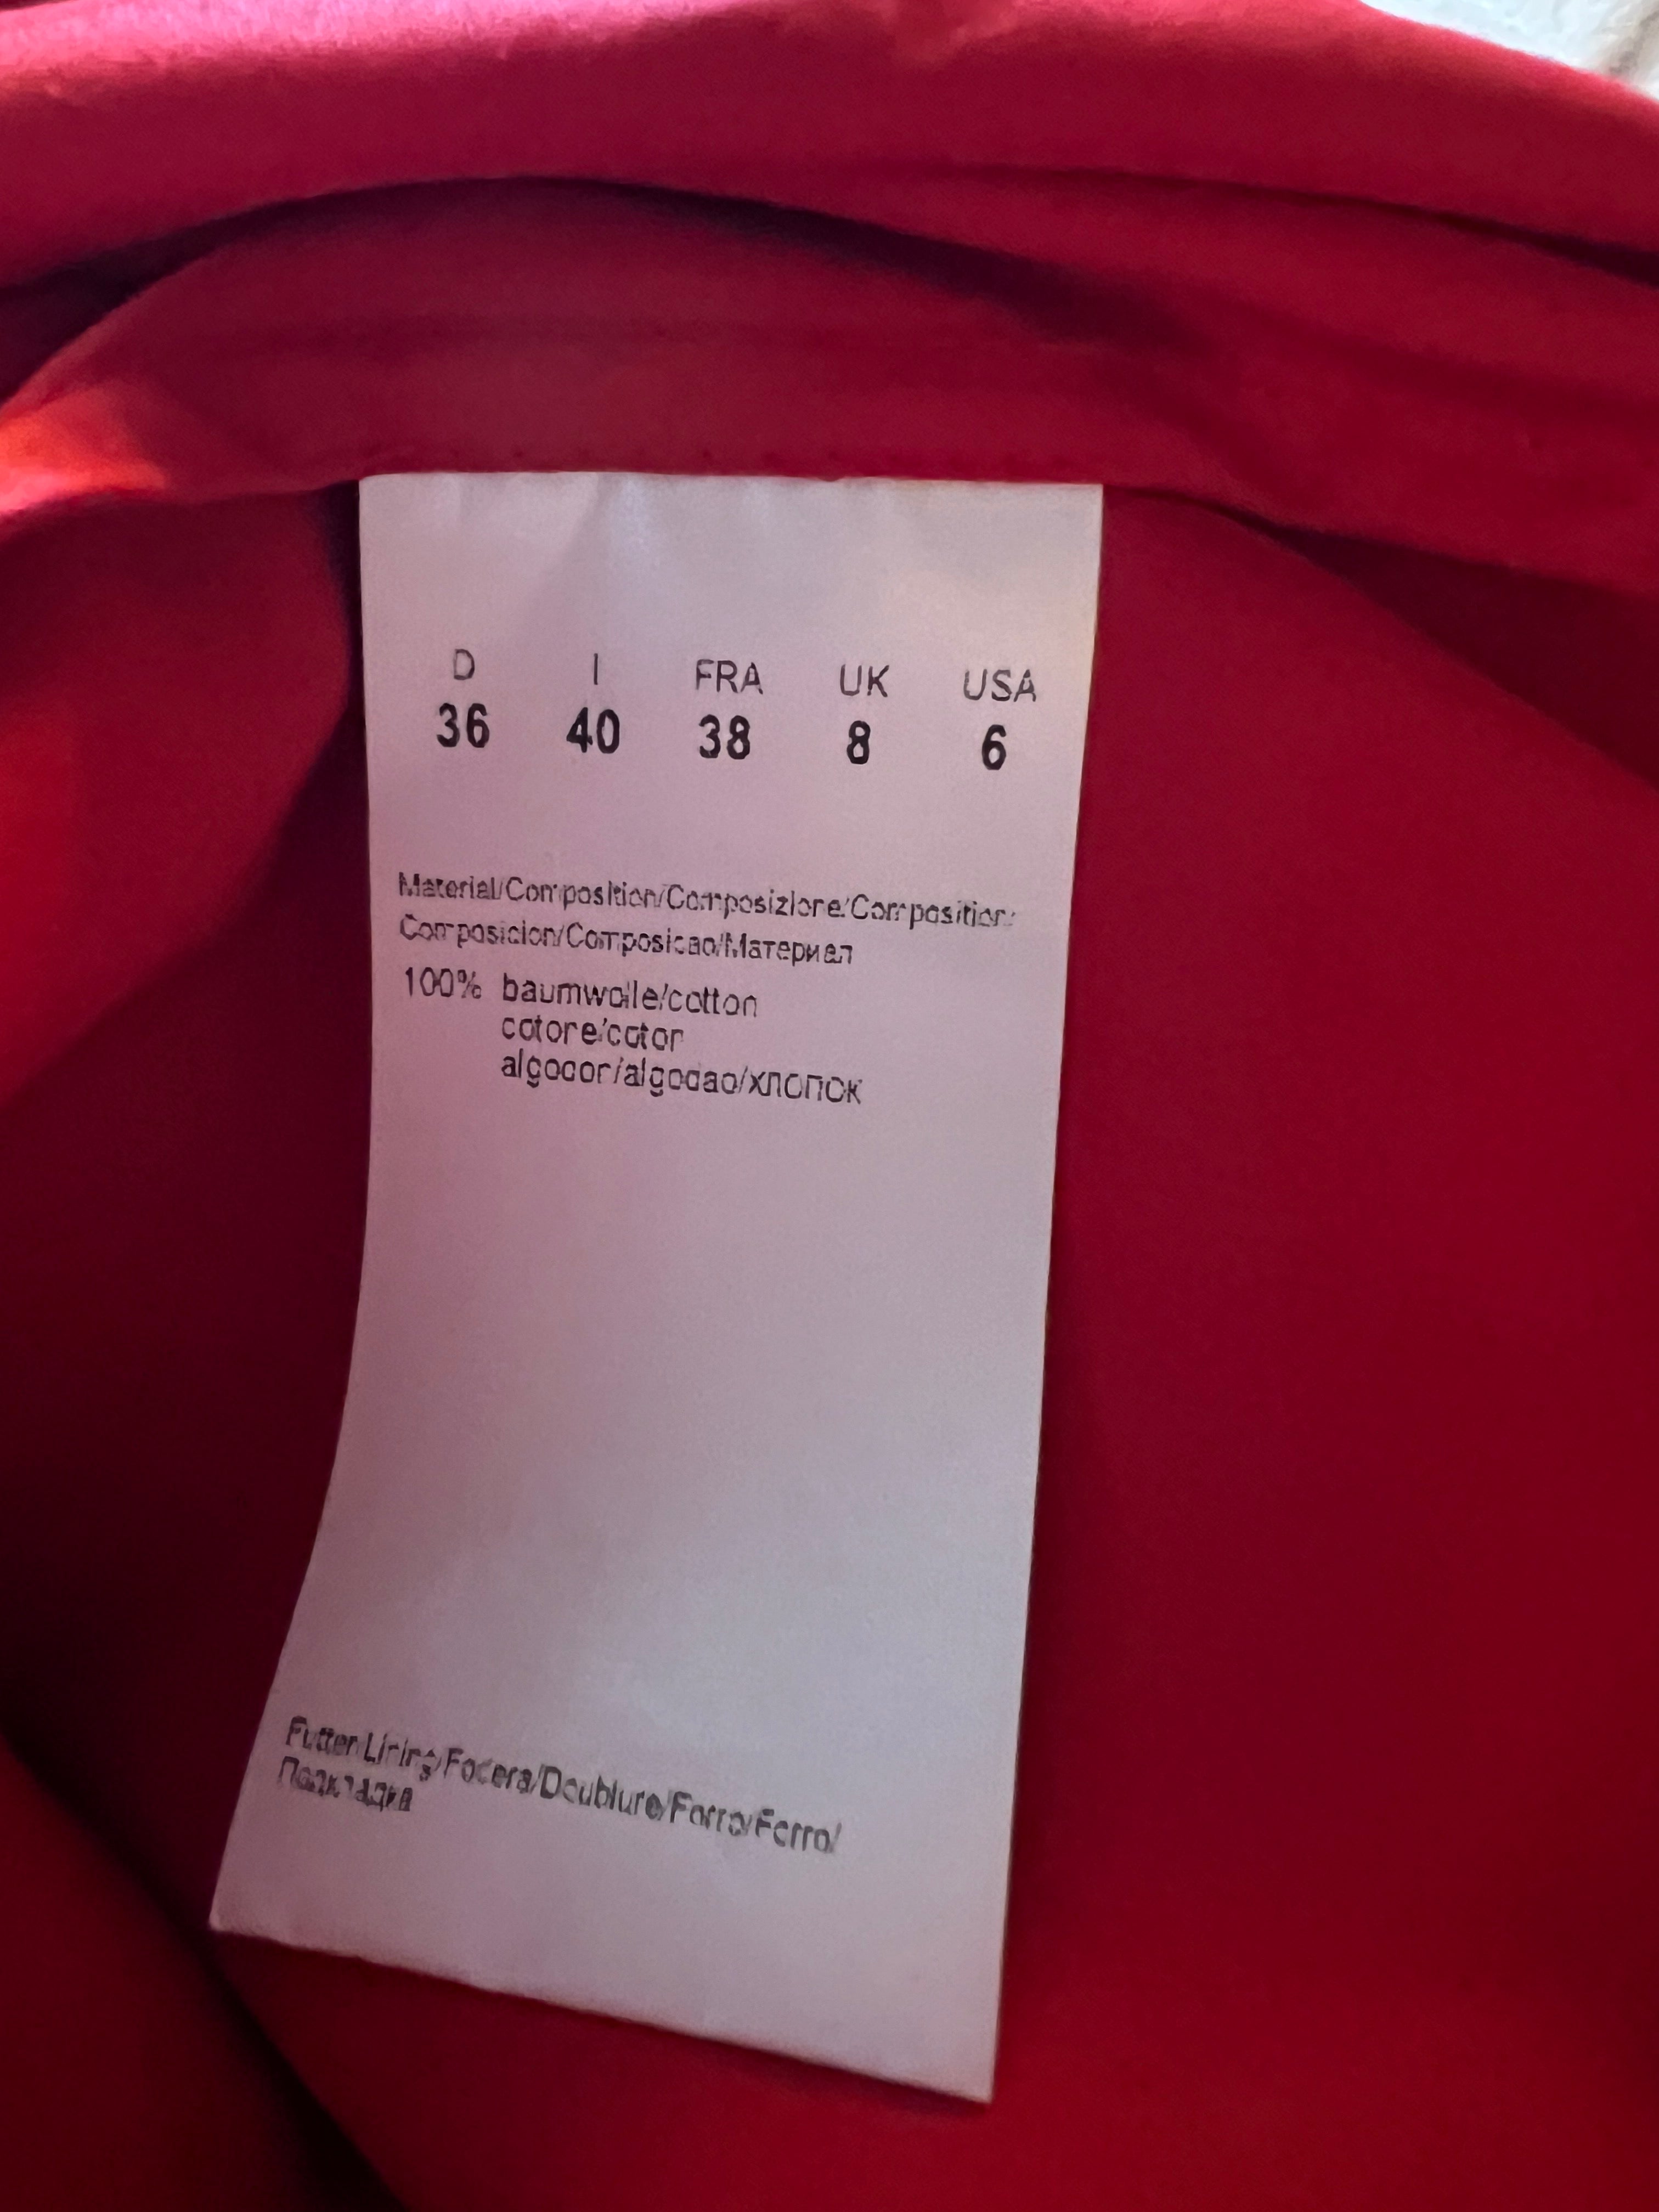 D I FRA UK USA
36 40 38 8 6
Material/Composition/Composizione/Composition/
Composicion/Composicao/Материал
100% baumwolle/cotton
cotone/coton
algodon/algodao/хлопок
Futter/Lining/Fodera/Doublure/Forro/Forro/
Подкладка